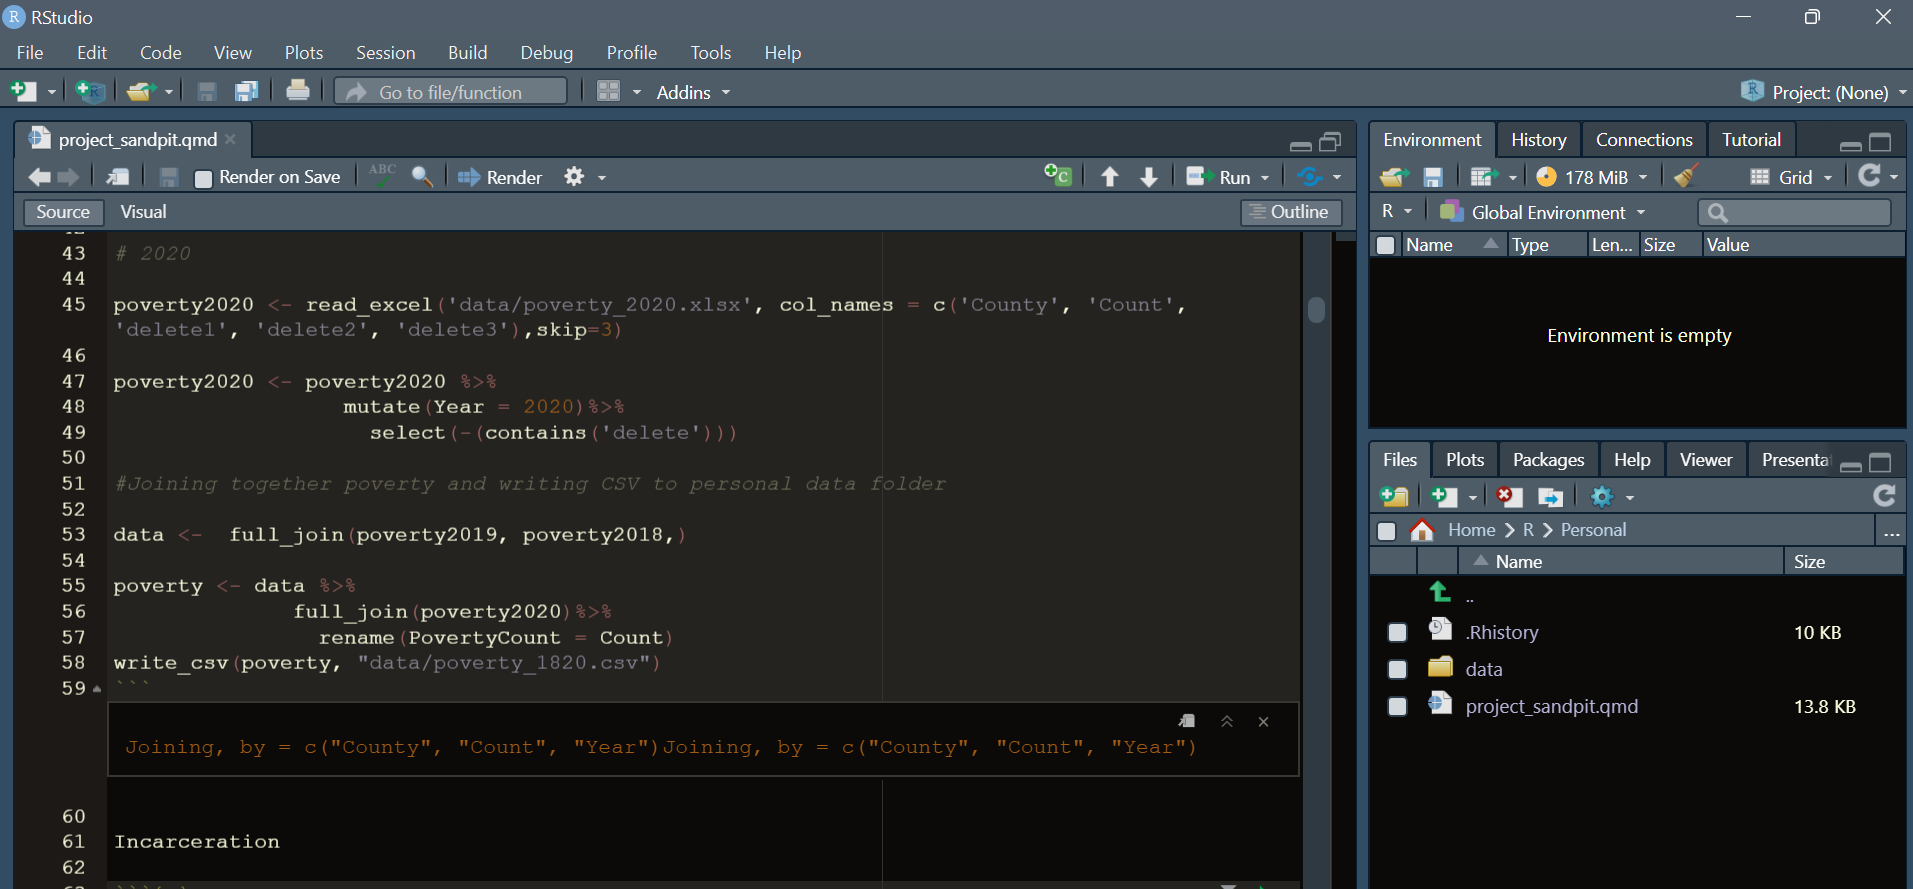 RStudio
File Edit Code View Plots Session Build Debug Profile Tools Help
Go to file/function Addins Project: (None)
project_sandpit.qmd
Render on Save ABC Render Run
Source Visual Outline
43 # 2020
44
45 poverty2020 <- read_excel('data/poverty_2020.xlsx', col_names = c('County', 'Count',
'delete1', 'delete2', 'delete3'),skip=3)
46
47 poverty2020 <- poverty2020 %>%
48 mutate(Year = 2020)%>%
49 select(-(contains('delete')))
50
51 #Joining together poverty and writing CSV to personal data folder
52
53 data <- full_join(poverty2019, poverty2018,)
54
55 poverty <- data %>%
56 full_join(poverty2020)%>%
57 rename(PovertyCount = Count)
58 write_csv(poverty, "data/poverty_1820.csv")
59 ```
Joining, by = c("County", "Count", "Year")Joining, by = c("County", "Count", "Year")
60
61 Incarceration
62
Environment History Connections Tutorial
178 MiB Grid
R Global Environment
Name Type Len... Size Value
Environment is empty
Files Plots Packages Help Viewer Presenta
Home R Personal ...
Name Size
..
.Rhistory 10 KB
data
project_sandpit.qmd 13.8 KB